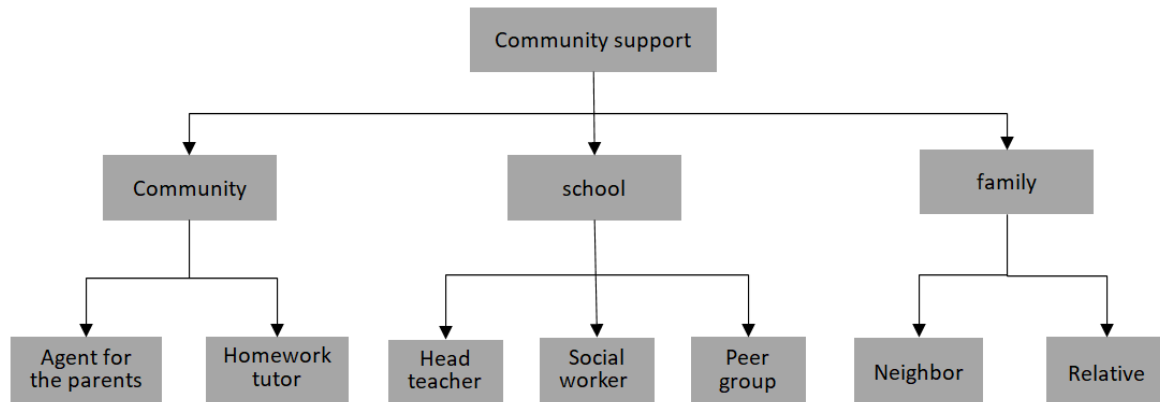 Community support
Community
school
family
Agent for
the parents
Homework
tutor
Head
teacher
Social
worker
Peer
group
Neighbor
Relative